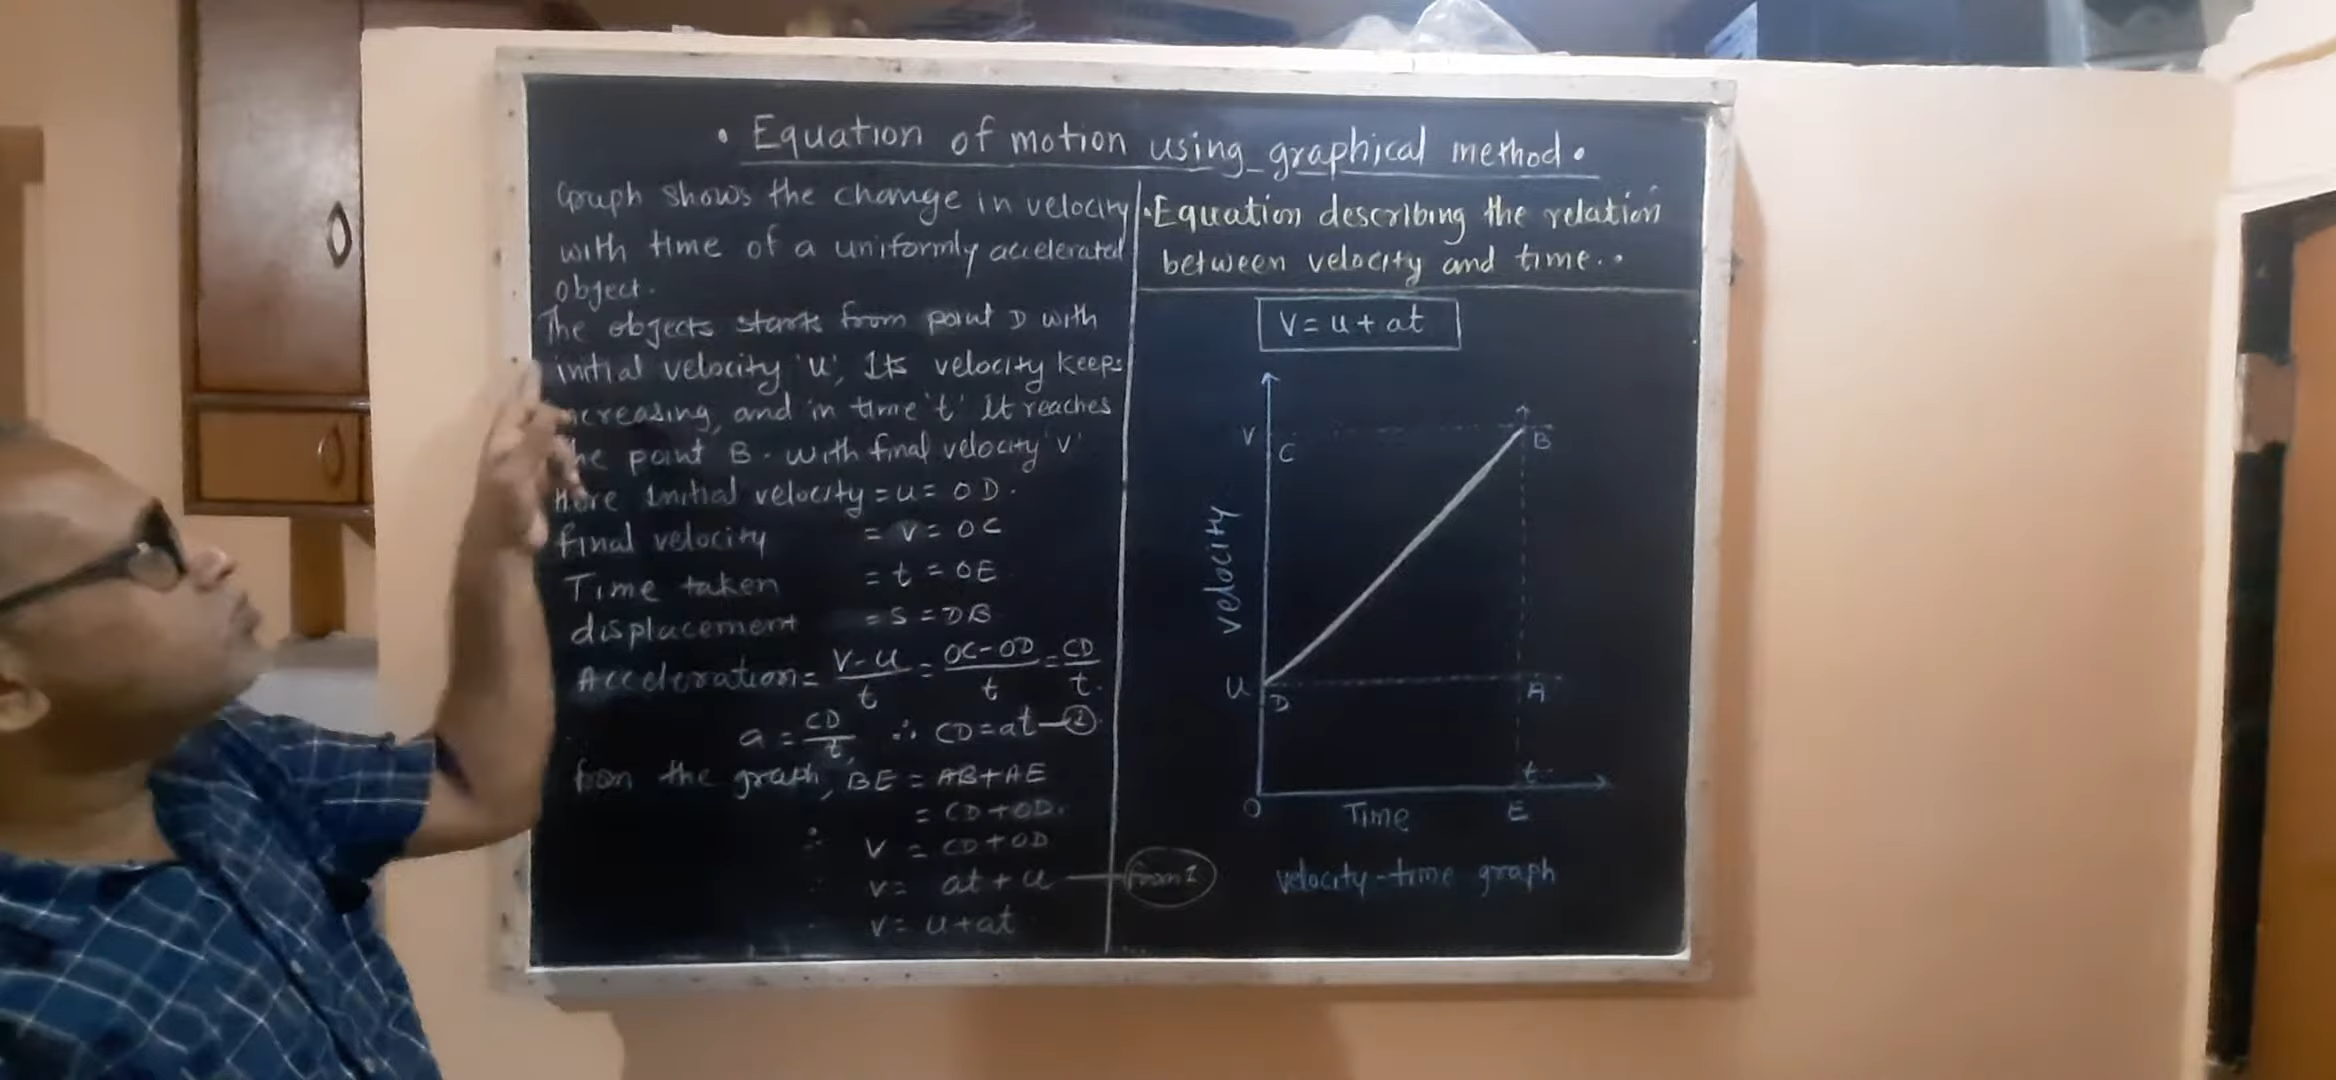 • Equation of motion using graphical method •
Graph shows the change in velocity
with time of a uniformly accelerated
object.
The objects starts from point D with
initial velocity 'u', Its velocity keeps
increasing, and in time 't' it reaches
the point B. with final velocity 'v'
Here initial velocity = u = OD.
final velocity = v = OC
Time taken = t = OE
displacement = s = DB
Acceleration = V-u/t = OC-OD/t = CD/t.
a = CD/t, ∴ CD = at —
from the graph, BE = AB + AE
= CD + OD.
∴ v = CD + OD
v = at + u — from 1
v = u + at
• Equation describing the relation
between velocity and time..
V = u + at
V C B
velocity
u D A
t
O Time E
velocity-time graph